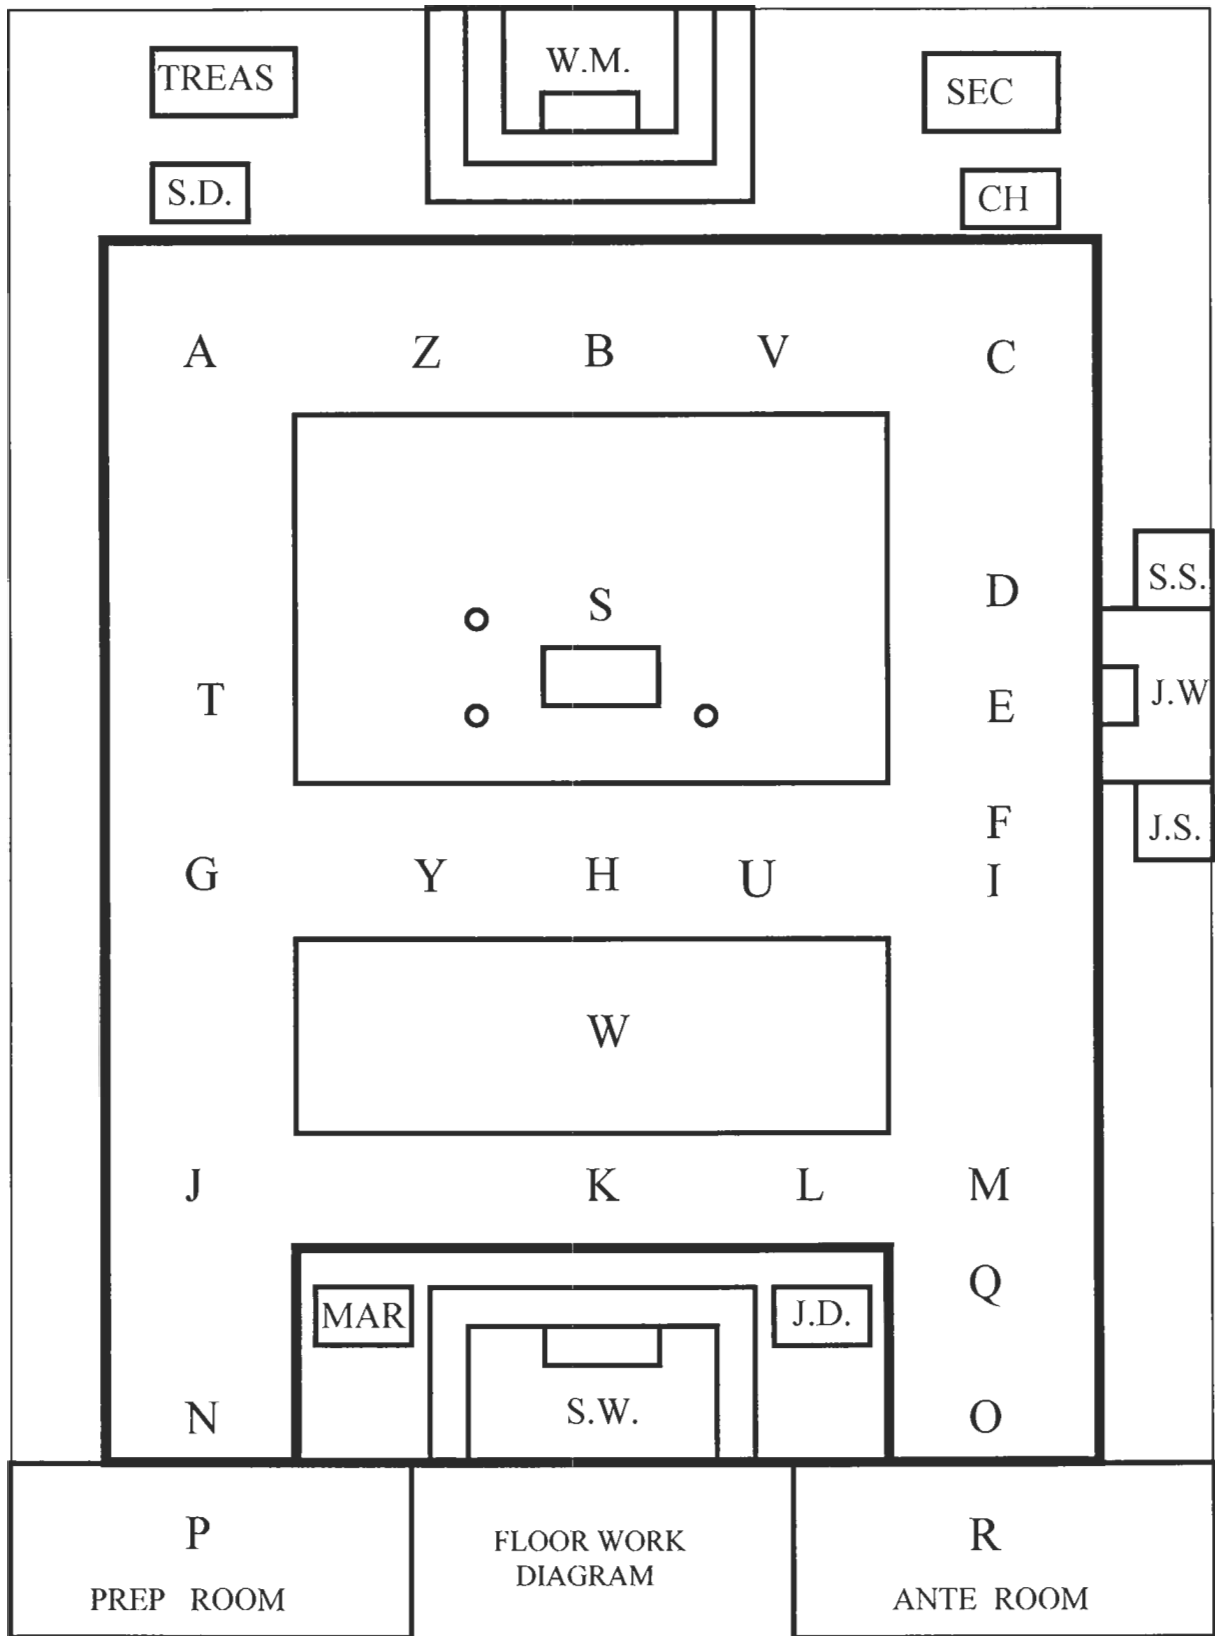 W.M.
TREAS
SEC
S.D.
CH
A Z B V C
S.S.
D
S
J.W
T
E
F
J.S.
G Y H U I
W
J K L M
Q
MAR
J.D.
S.W.
N
O
P
R
FLOOR WORK
DIAGRAM
PREP ROOM
ANTE ROOM